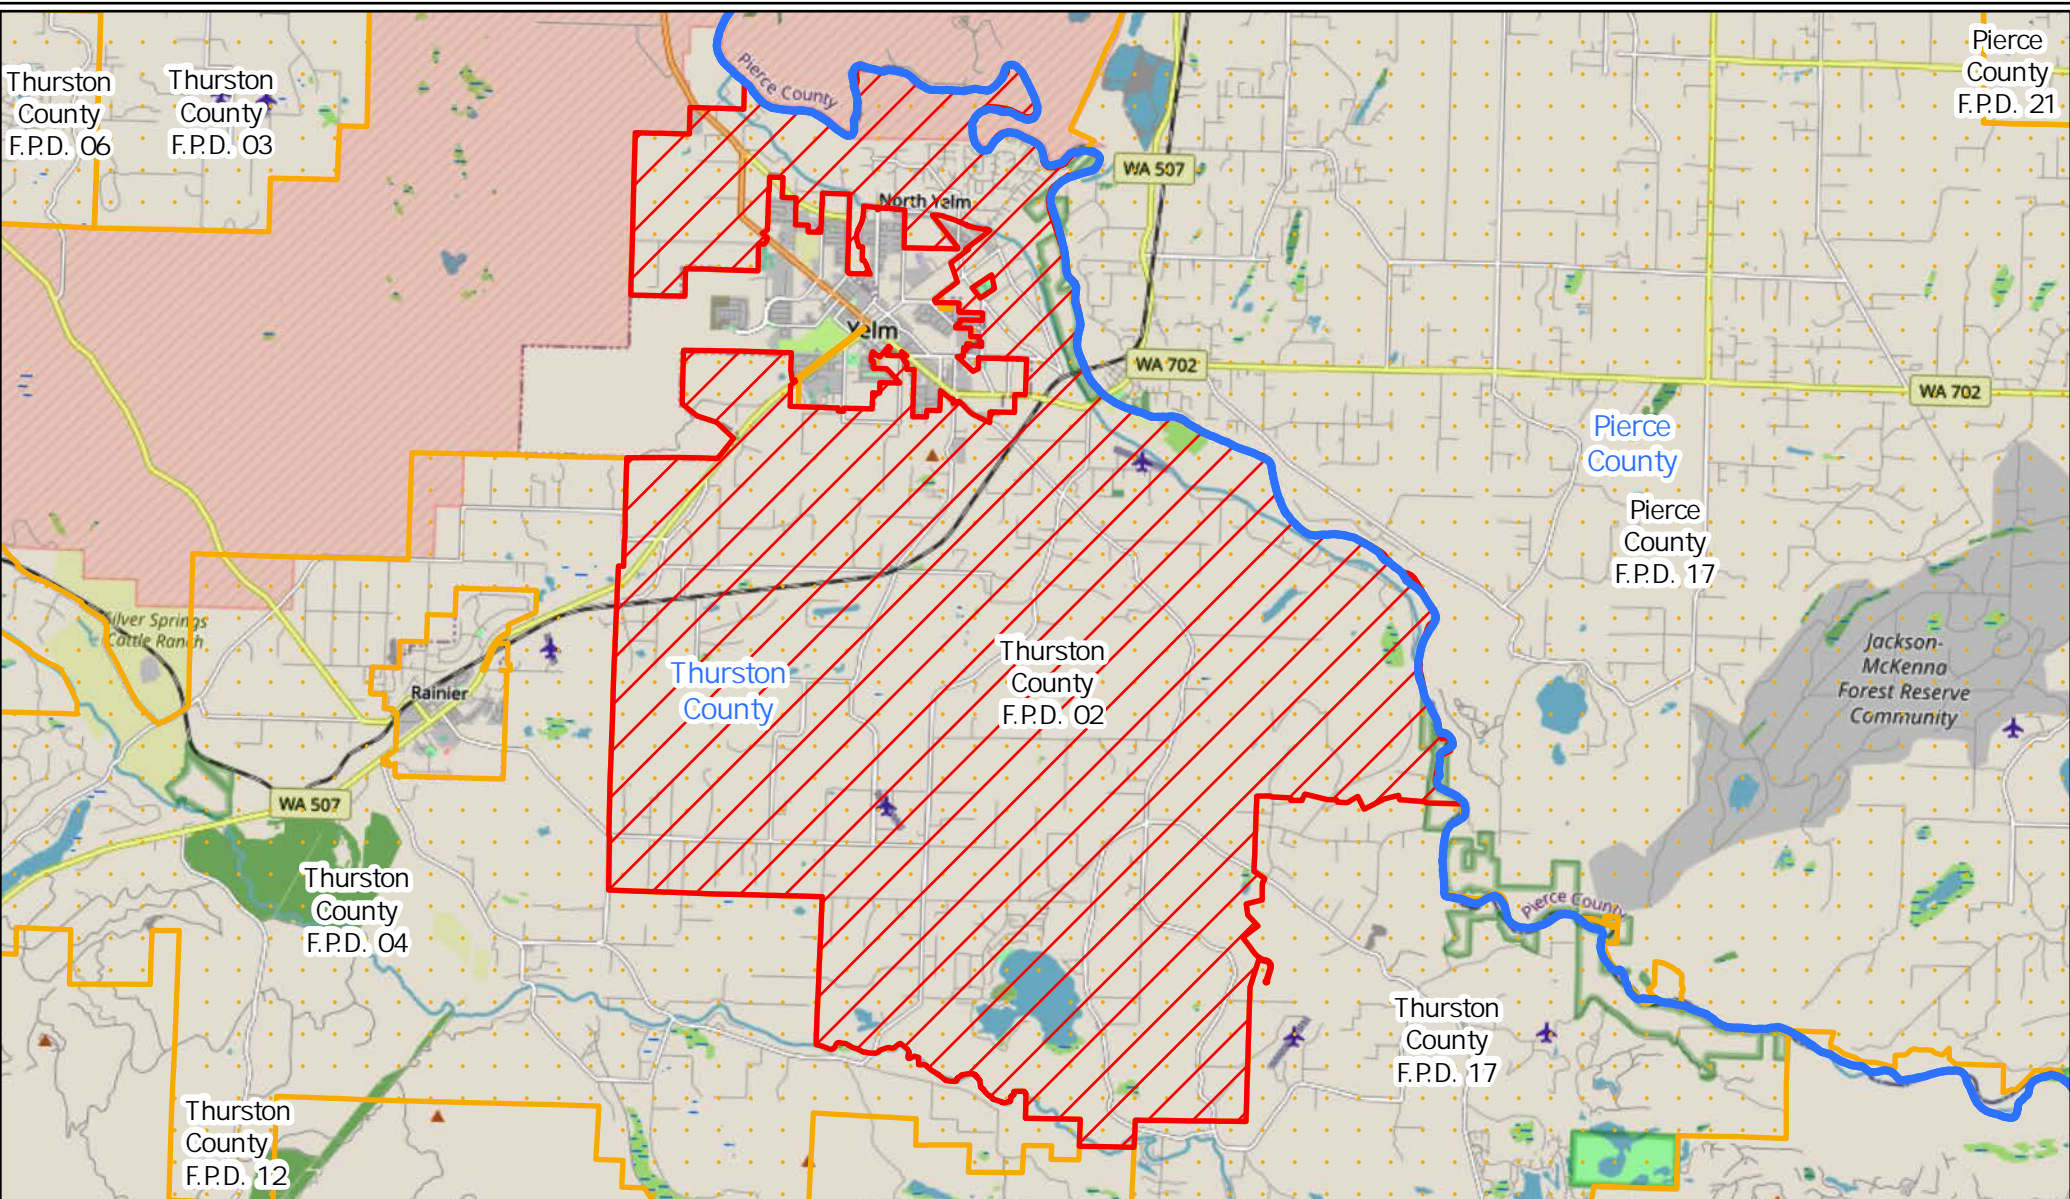 Pierce
County
F.P.D. 21
Thurston
County
F.P.D. 06
Thurston
County
F.P.D. 03
Pierce County
WA 507
North Yelm
Yelm
WA 702
WA 702
Pierce
County
Pierce
County
F.P.D. 17
Silver Springs
Cattle Ranch
Rainier
Thurston
County
Thurston
County
F.P.D. 02
Jackson-
McKenna
Forest Reserve
Community
WA 507
Thurston
County
F.P.D. 04
Pierce County
Thurston
County
F.P.D. 17
Thurston
County
F.P.D. 12